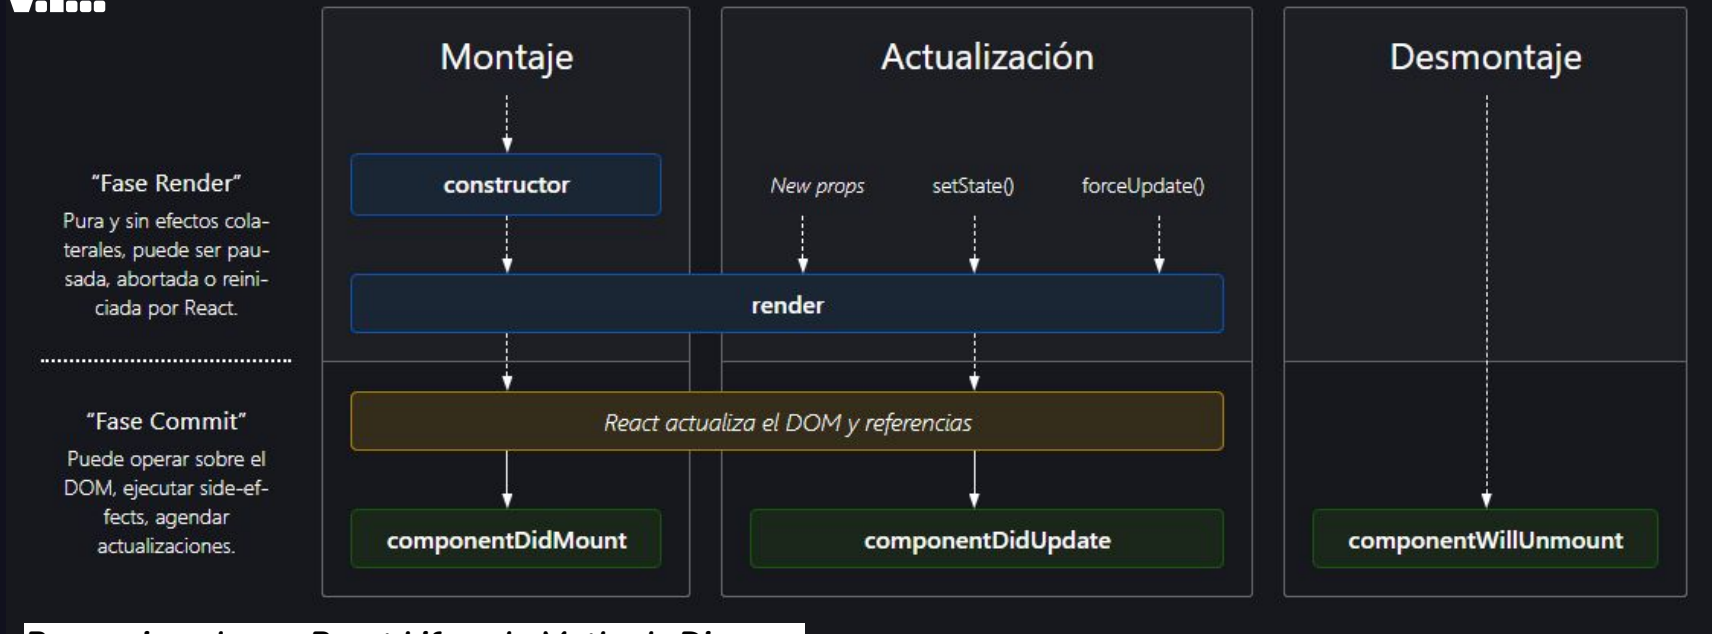 Montaje
Actualización
Desmontaje
“Fase Render”
Pura y sin efectos cola-
terales, puede ser pau-
sada, abortada o reini-
ciada por React.
constructor
New props
setState()
forceUpdate()
render
“Fase Commit”
Puede operar sobre el
DOM, ejecutar side-ef-
fects, agendar
actualizaciones.
React actualiza el DOM y referencias
componentDidMount
componentDidUpdate
componentWillUnmount